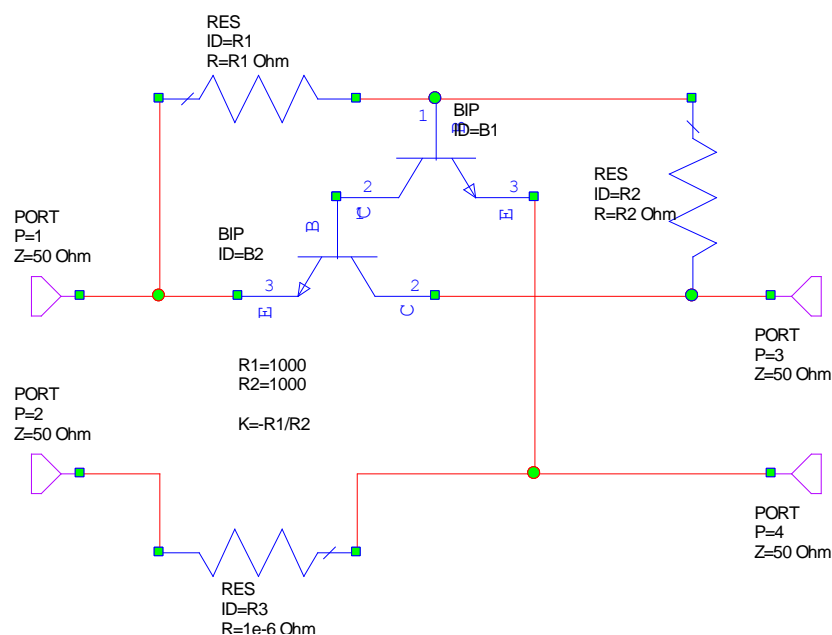 RES
ID=R1
R=R1 Ohm
BIP
ID=B1
1
B
2
C
3
E
RES
ID=R2
R=R2 Ohm
PORT
P=1
Z=50 Ohm
BIP
ID=B2
B
3
E
2
C
PORT
P=3
Z=50 Ohm
R1=1000
R2=1000
K=-R1/R2
PORT
P=2
Z=50 Ohm
PORT
P=4
Z=50 Ohm
RES
ID=R3
R=1e-6 Ohm